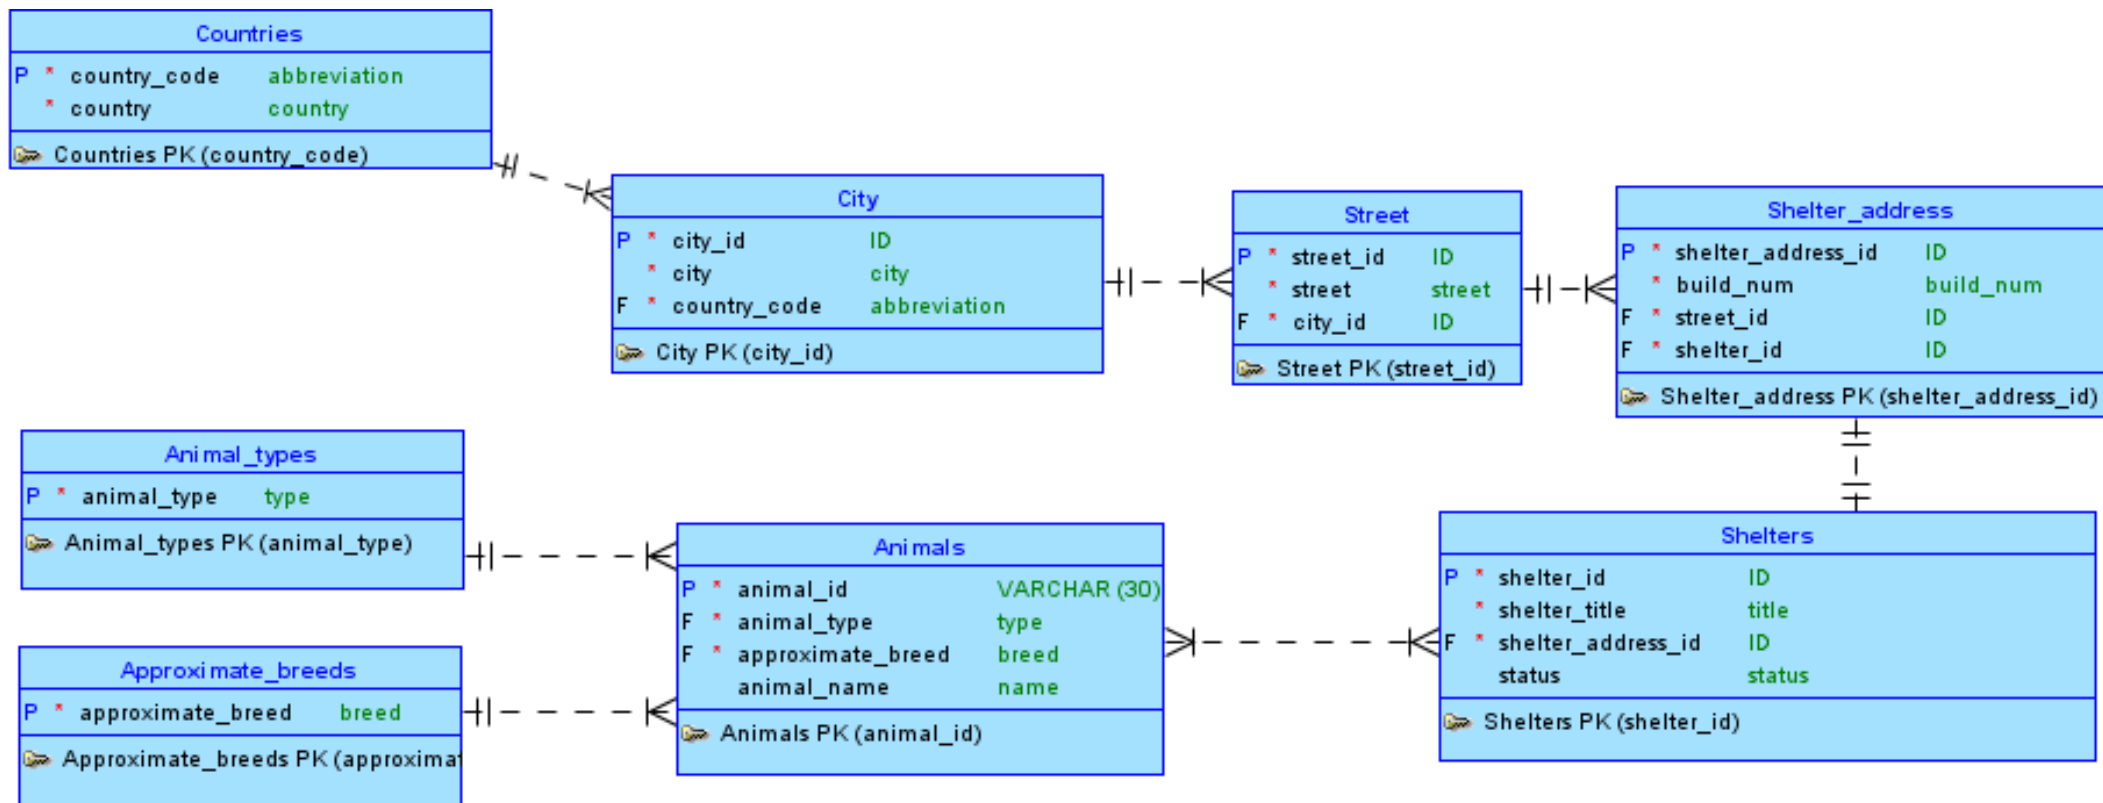 Countries
P * country_code abbreviation
* country country
Countries PK (country_code)
City
P * city_id ID
* city city
F * country_code abbreviation
City PK (city_id)
Street
P * street_id ID
* street street
F * city_id ID
Street PK (street_id)
Shelter_address
P * shelter_address_id ID
* build_num build_num
F * street_id ID
F * shelter_id ID
Shelter_address PK (shelter_address_id)
Animal_types
P * animal_type type
Animal_types PK (animal_type)
Approximate_breeds
P * approximate_breed breed
Approximate_breeds PK (approximat
Animals
P * animal_id VARCHAR (30)
F * animal_type type
F * approximate_breed breed
animal_name name
Animals PK (animal_id)
Shelters
P * shelter_id ID
* shelter_title title
F * shelter_address_id ID
status status
Shelters PK (shelter_id)